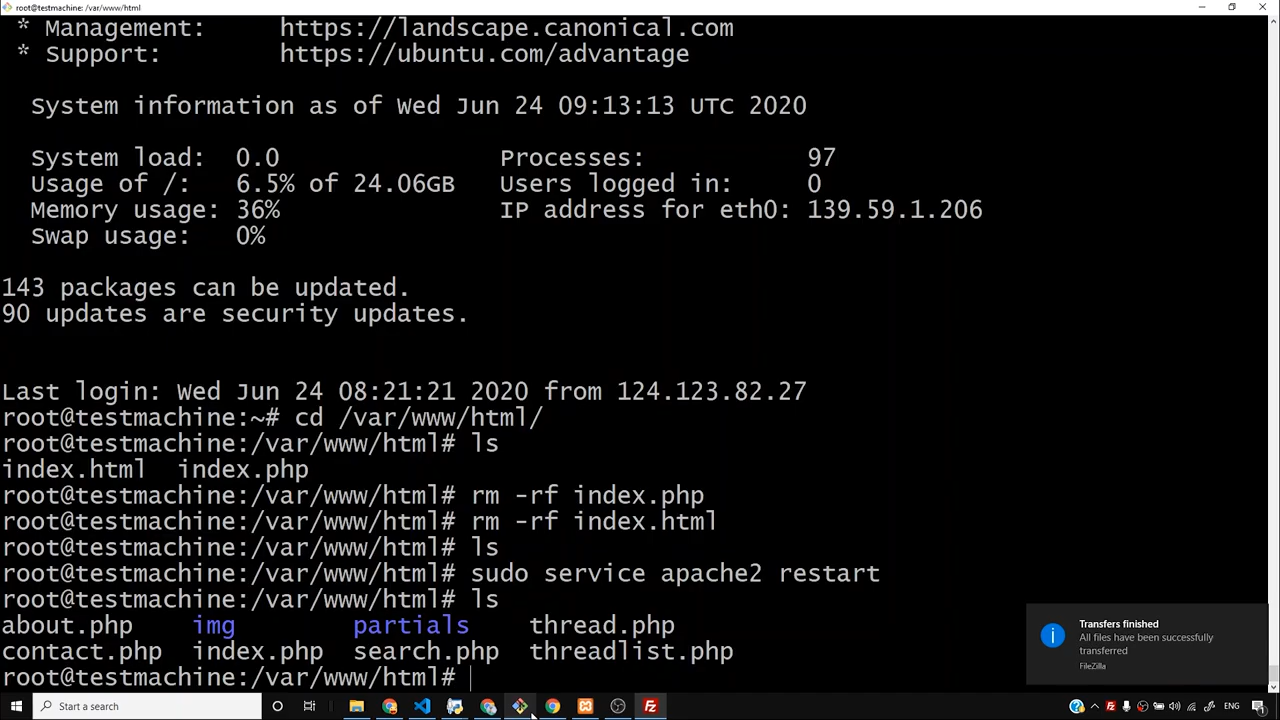 root@testmachine: /var/www/html
* Management: https://landscape.canonical.com
* Support: https://ubuntu.com/advantage
System information as of Wed Jun 24 09:13:13 UTC 2020
System load: 0.0 Processes: 97
Usage of /: 6.5% of 24.06GB Users logged in: 0
Memory usage: 36% IP address for eth0: 139.59.1.206
Swap usage: 0%
143 packages can be updated.
90 updates are security updates.
Last login: Wed Jun 24 08:21:21 2020 from 124.123.82.27
root@testmachine:~# cd /var/www/html/
root@testmachine:/var/www/html# ls
index.html index.php
root@testmachine:/var/www/html# rm -rf index.php
root@testmachine:/var/www/html# rm -rf index.html
root@testmachine:/var/www/html# ls
root@testmachine:/var/www/html# sudo service apache2 restart
root@testmachine:/var/www/html# ls
about.php img partials thread.php
contact.php index.php search.php threadlist.php
root@testmachine:/var/www/html#
Transfers finished
All files have been successfully
transferred
FileZilla
Start a search
ENG